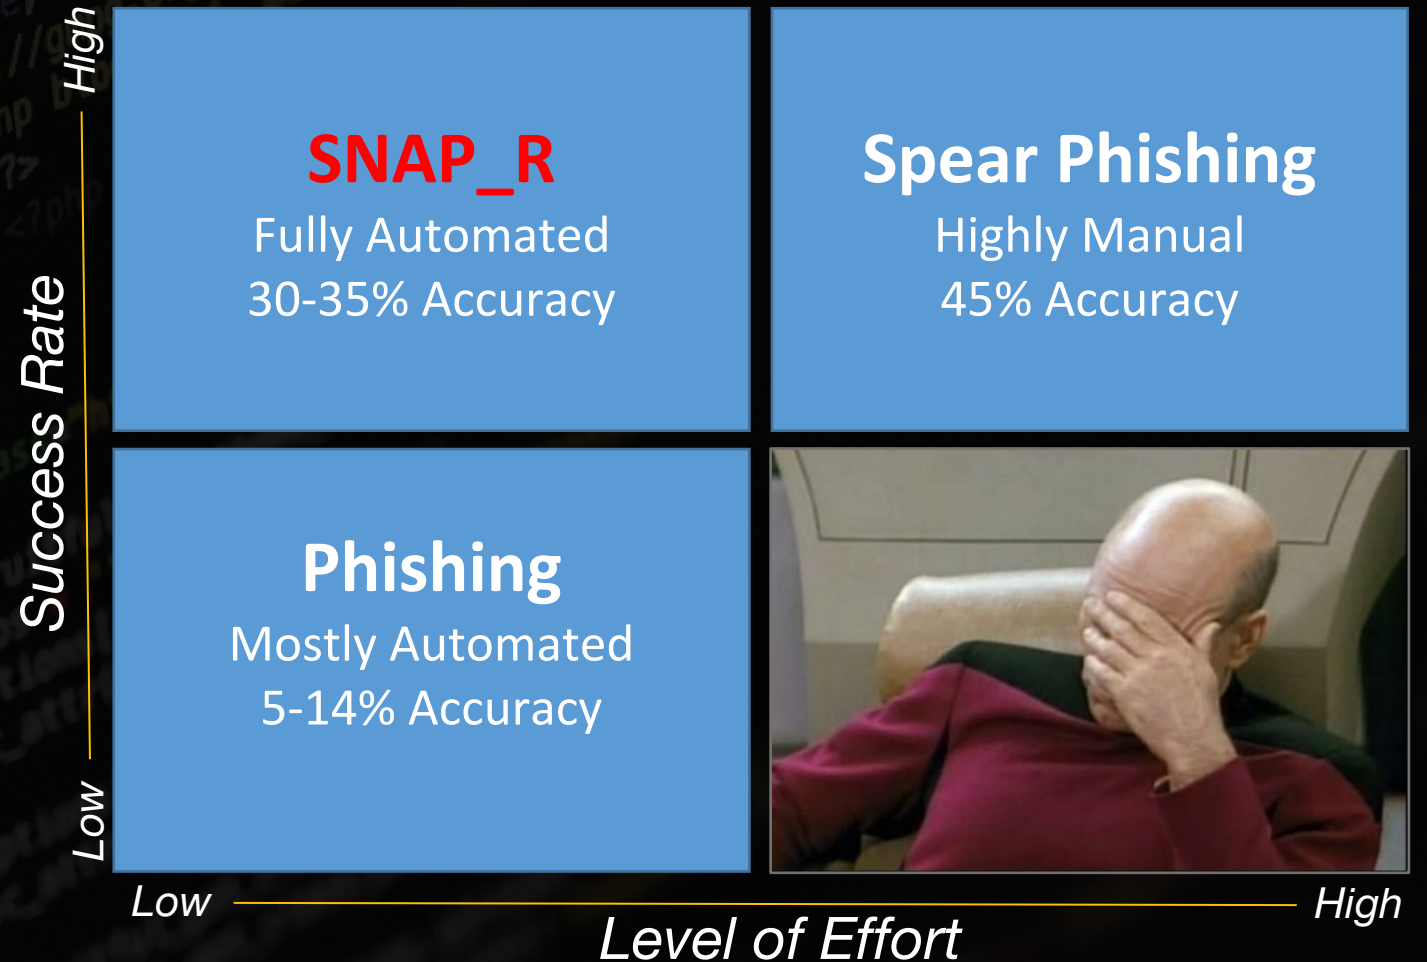 High
Success Rate
Low
SNAP_R
Fully Automated
30-35% Accuracy
Spear Phishing
Highly Manual
45% Accuracy
Phishing
Mostly Automated
5-14% Accuracy
Low
High
Level of Effort